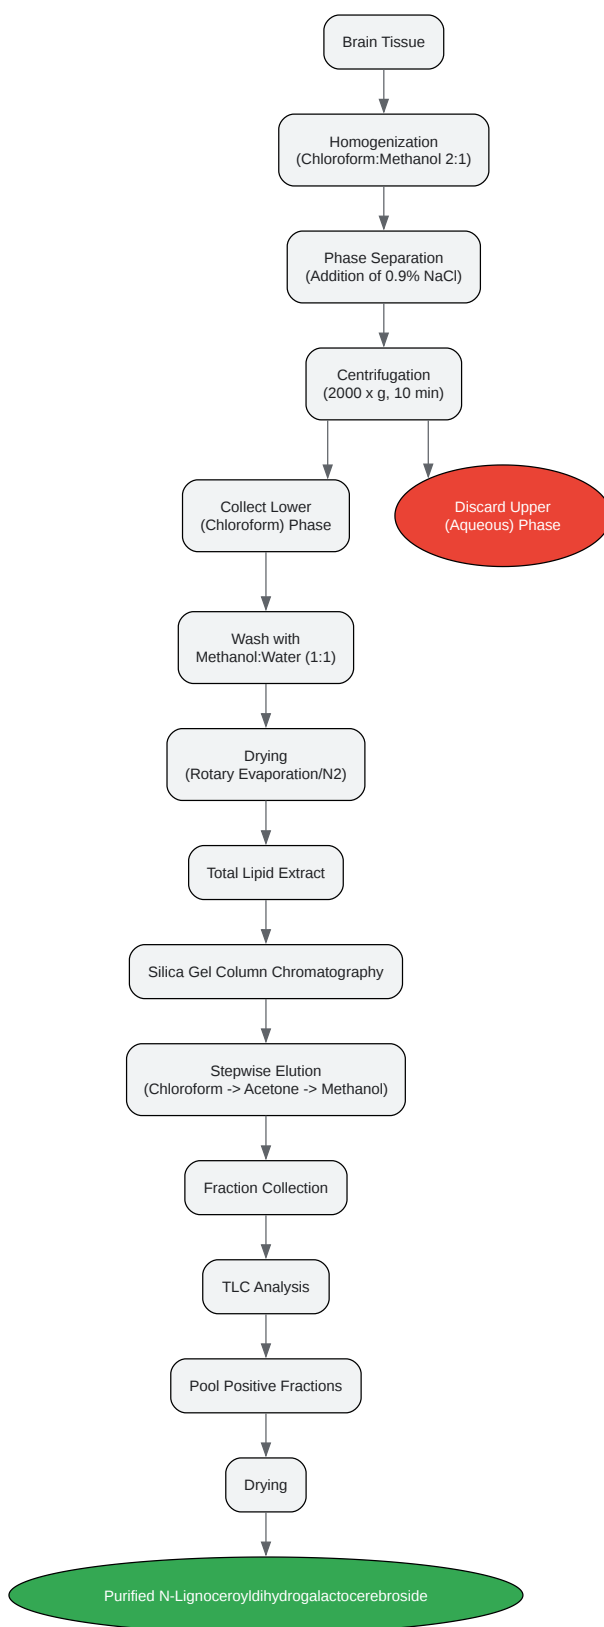 Brain Tissue
Homogenization
(Chloroform:Methanol 2:1)
Phase Separation
(Addition of 0.9% NaCl)
Centrifugation
(2000 x g, 10 min)
Collect Lower
(Chloroform) Phase
Discard Upper
(Aqueous) Phase
Wash with
Methanol:Water (1:1)
Drying
(Rotary Evaporation/N2)
Total Lipid Extract
Silica Gel Column Chromatography
Stepwise Elution
(Chloroform -> Acetone -> Methanol)
Fraction Collection
TLC Analysis
Pool Positive Fractions
Drying
Purified N-Lignoceroyldihydrogalactocerebroside